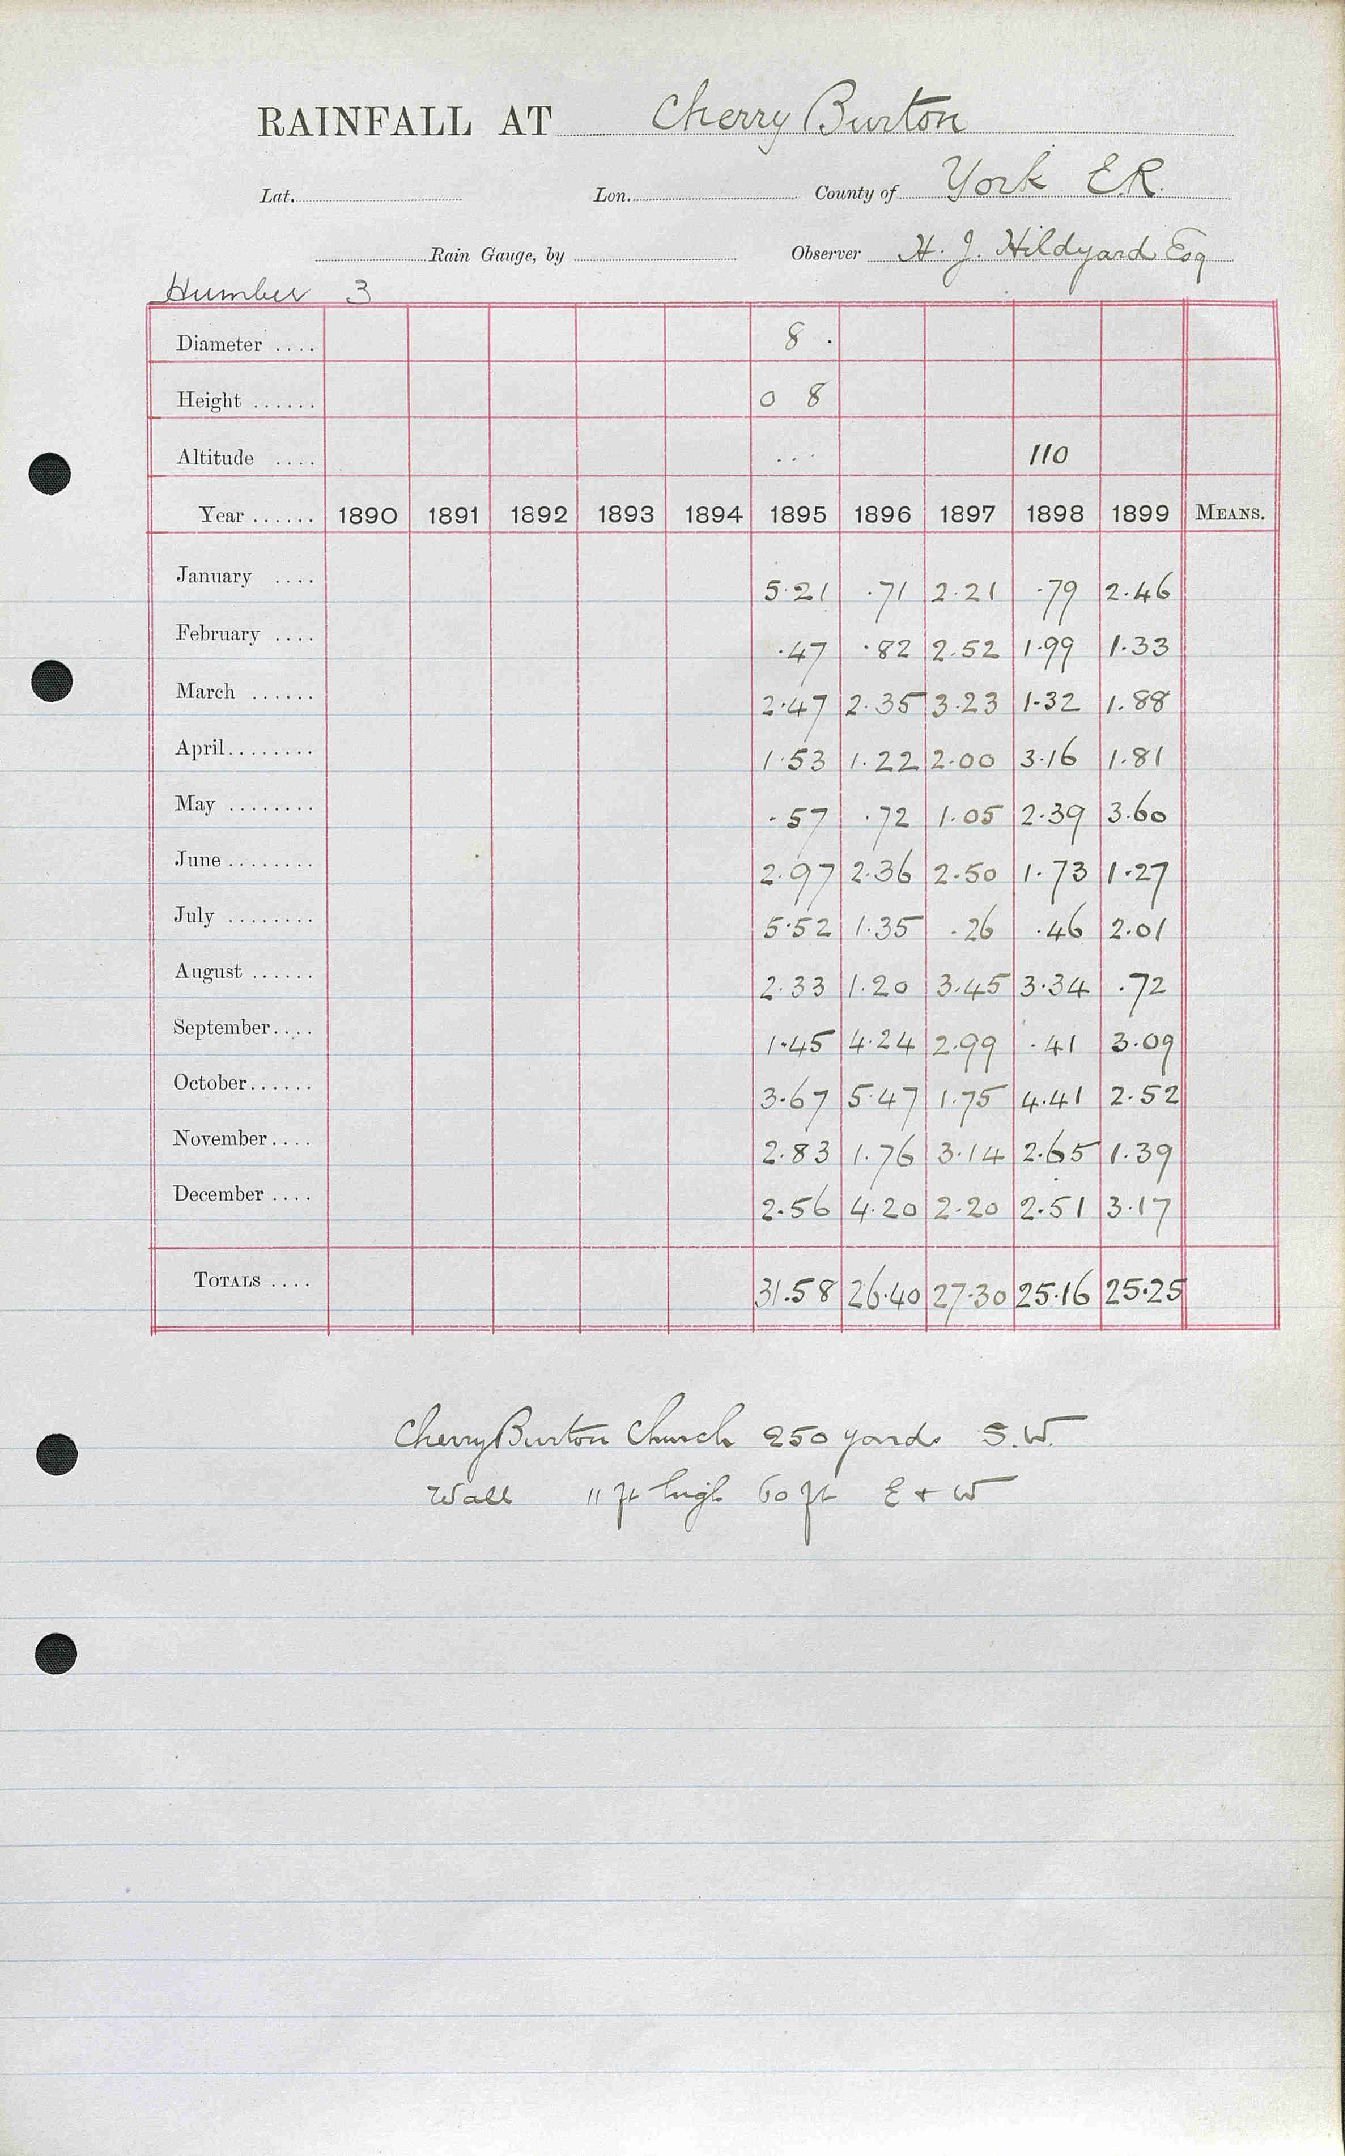 RAINFALL AT Cherry Burton
Lat. Lon. County of York E.R.
Rain Gauge, by Observer H. J. Hildyard Esq
Humber 3
Diameter .... 8 .
Height ...... 0 8
Altitude .... ... 110
Year ...... 1890 1891 1892 1893 1894 1895 1896 1897 1898 1899 MEANS.
January .... 5.21 .71 2.21 .79 2.46
February .... .47 .82 2.52 1.99 1.33
March ...... 2.47 2.35 3.23 1.32 1.88
April ........ 1.53 1.22 2.00 3.16 1.81
May ........ .57 .72 1.05 2.39 3.60
June ........ 2.97 2.36 2.50 1.73 1.27
July ........ 5.52 1.35 .26 .46 2.01
August ...... 2.33 1.20 3.45 3.34 .72
September .... 1.45 4.24 2.99 .41 3.09
October ...... 3.67 5.47 1.75 4.41 2.52
November .... 2.83 1.76 3.14 2.65 1.39
December .... 2.56 4.20 2.20 2.51 3.17
TOTALS .... 31.58 26.40 27.30 25.16 25.25
Cherry Burton Church 250 yards S.W.
Wall 11 ft high 60 ft E + W